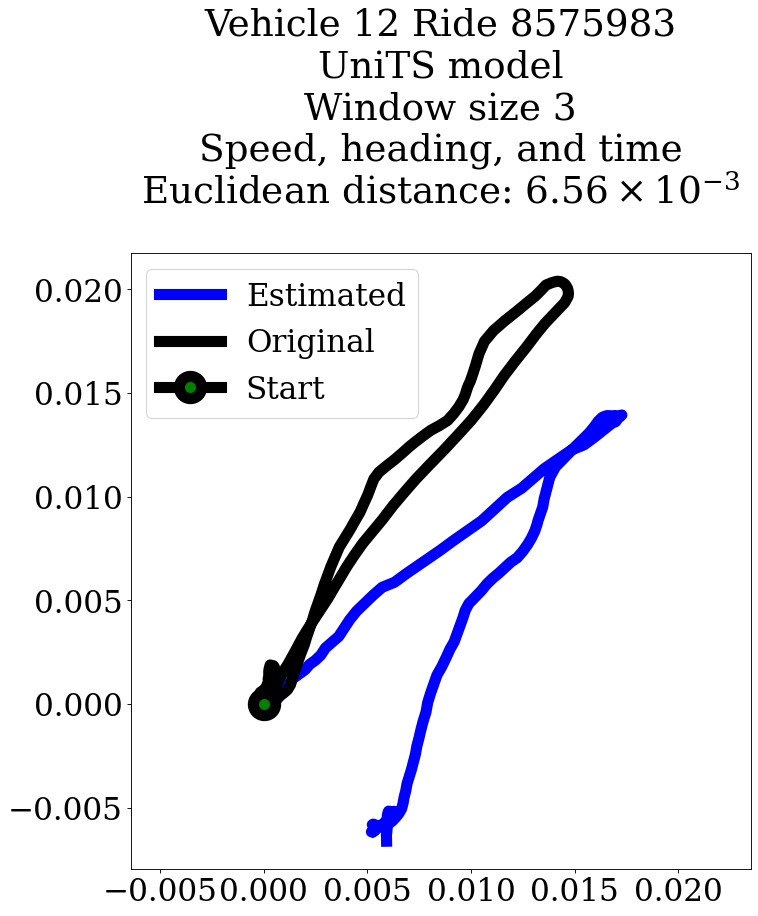 Vehicle 12 Ride 8575983
UniTS model
Window size 3
Speed, heading, and time
Euclidean distance: 6.56 × 10⁻³
Estimated
Original
Start
0.020
0.015
0.010
0.005
0.000
−0.005
−0.005 0.000 0.005 0.010 0.015 0.020